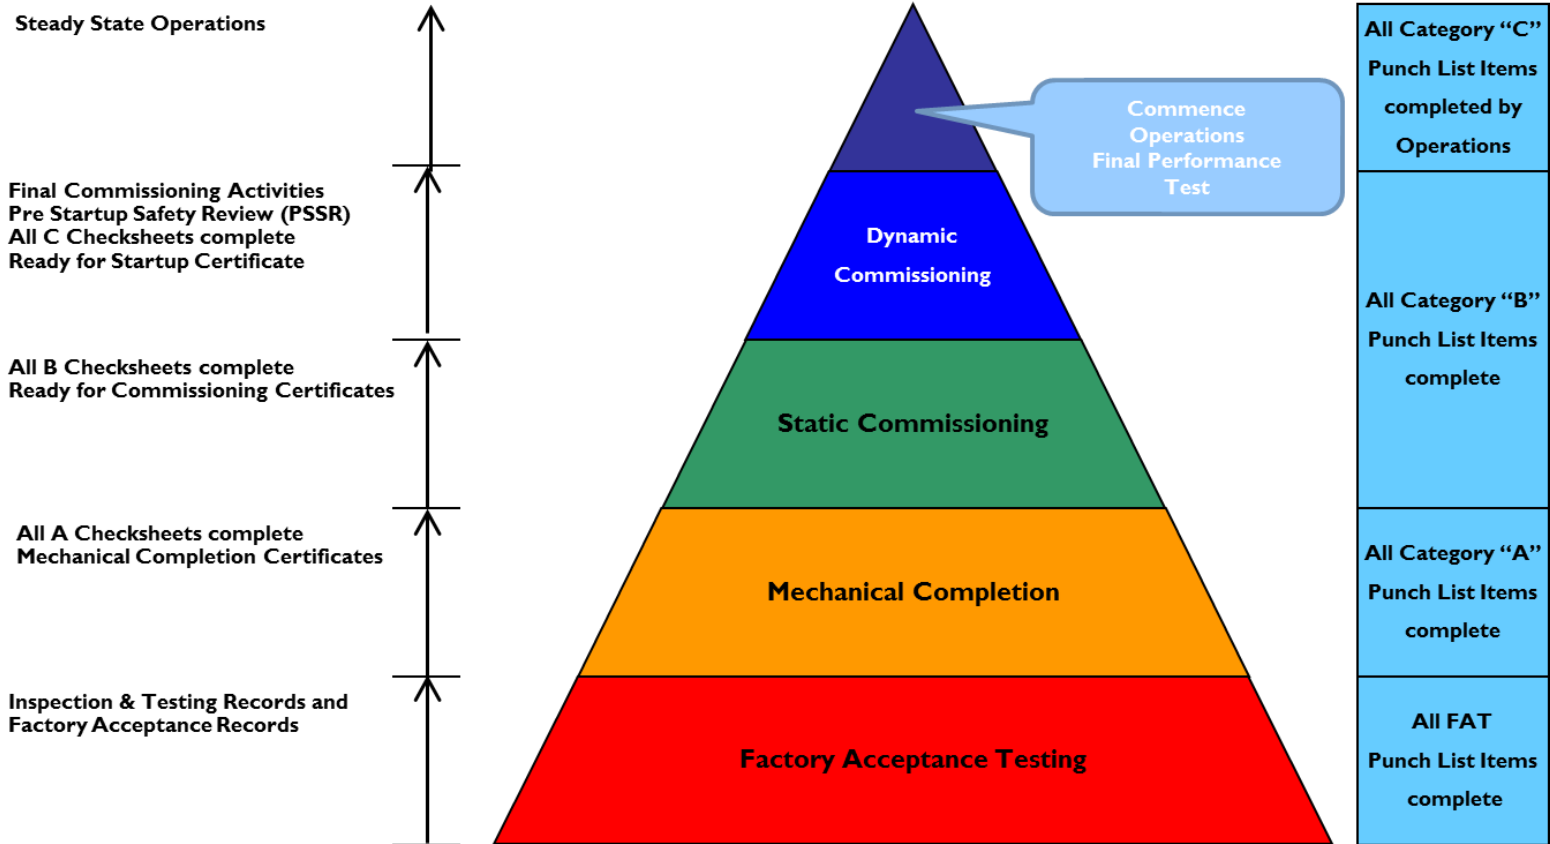 Steady State Operations
Final Commissioning Activities
Pre Startup Safety Review (PSSR)
All C Checksheets complete
Ready for Startup Certificate
All B Checksheets complete
Ready for Commissioning Certificates
All A Checksheets complete
Mechanical Completion Certificates
Inspection & Testing Records and
Factory Acceptance Records
Commence
Operations
Final Performance
Test
Dynamic
Commissioning
Static Commissioning
Mechanical Completion
Factory Acceptance Testing
All Category “C”
Punch List Items
completed by
Operations
All Category “B”
Punch List Items
complete
All Category “A”
Punch List Items
complete
All FAT
Punch List Items
complete